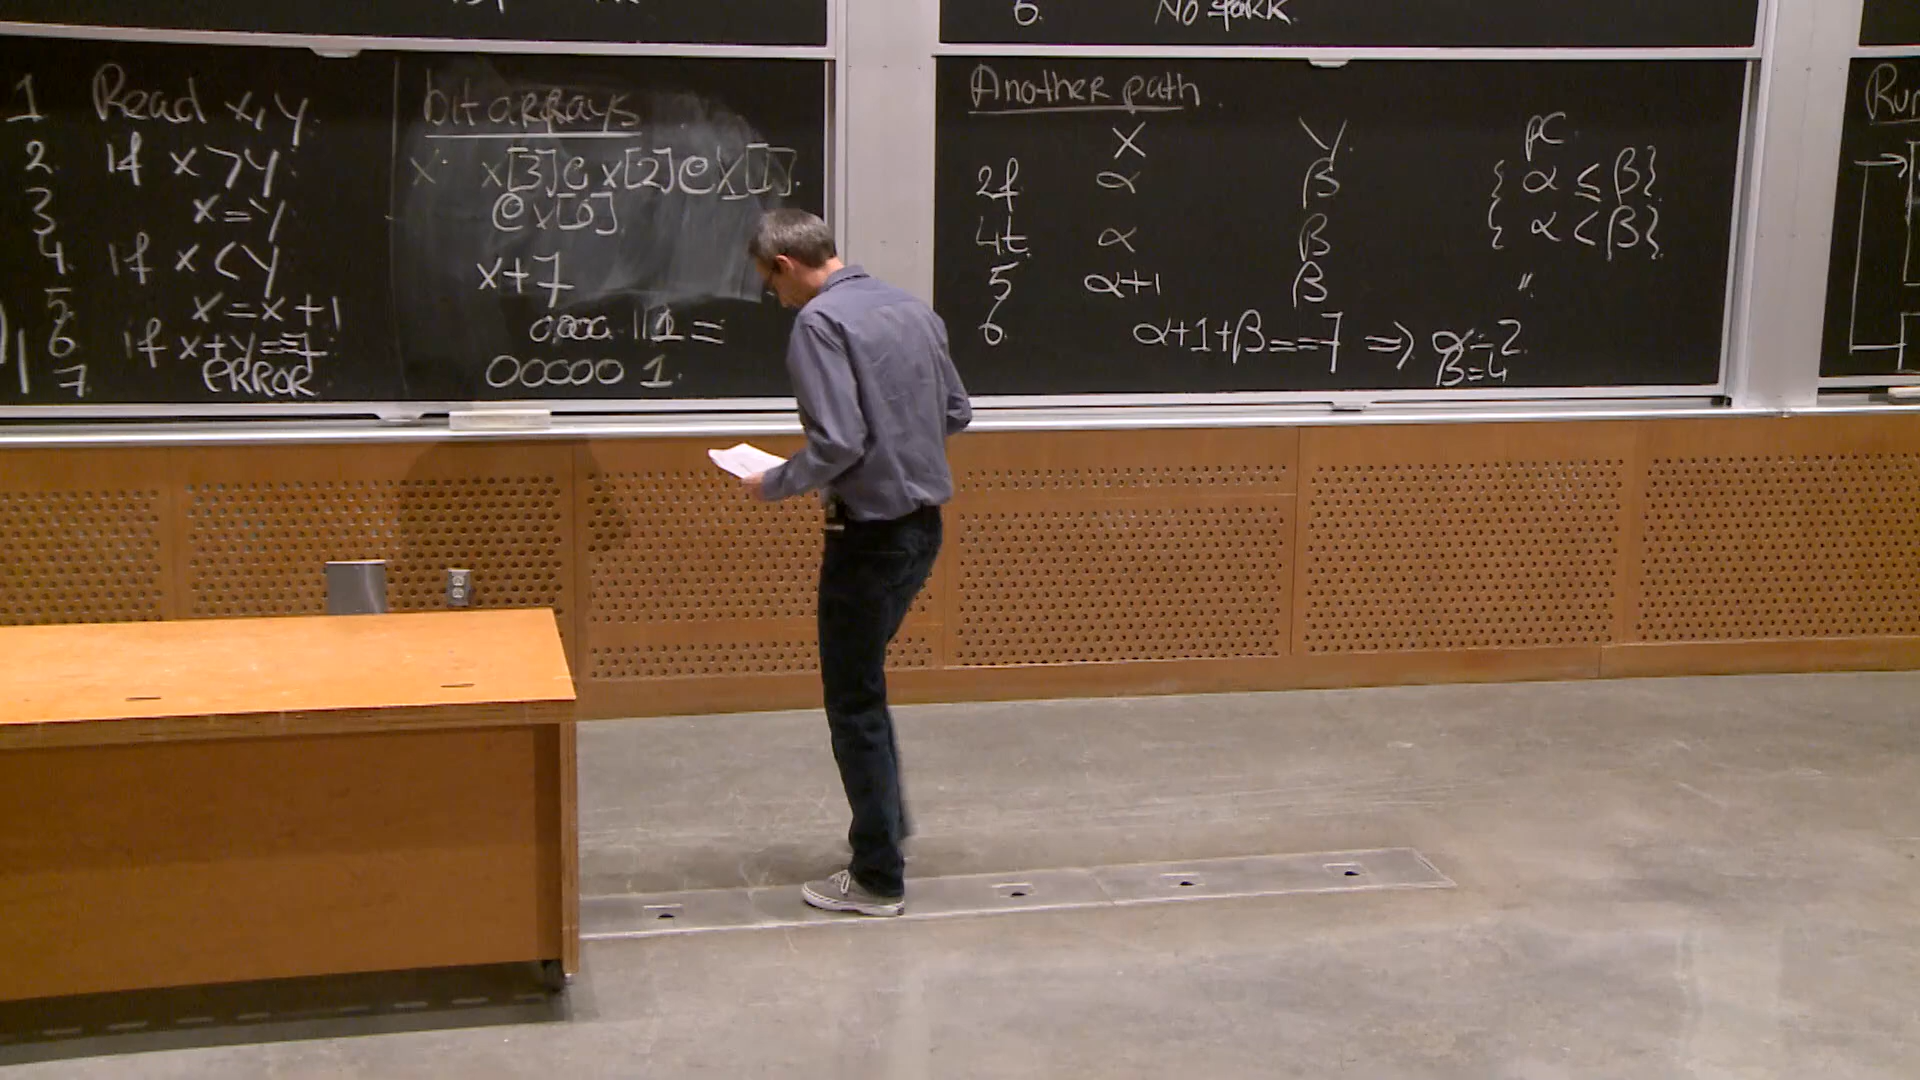 6. No fork.
1 Read x, y.
2. if x > y.
3 x = y
4. if x < y
5. x = x + 1
6 if x + y == 7
7. ERROR.
bit arrays
x: x[3] @ x[2] @ x[1].
@ x[0]
x + 7
0000 111 =
00000 1.
Another path.
X Y. PC
2f α β { α ≤ β }.
4t. α β { α < β }.
5 α+1 β "
6. α+1+β == 7 ⇒ α=2
β=4
Run